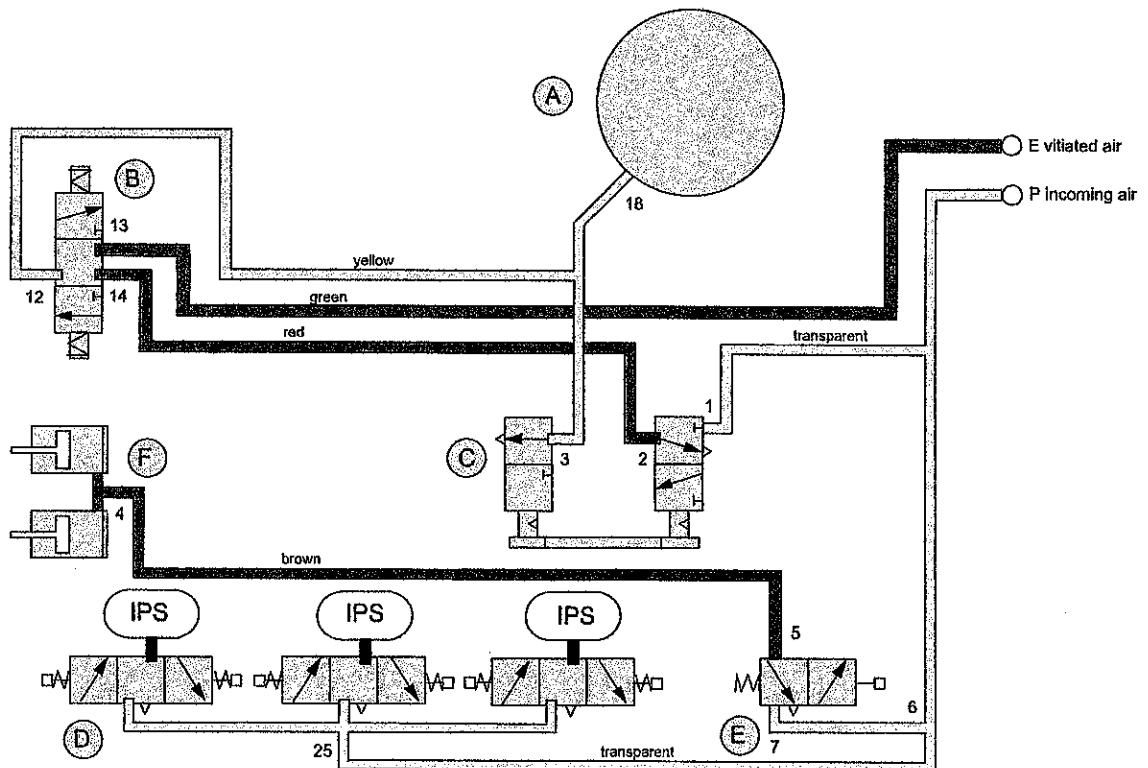 A
E vitiated air
B
P incoming air
18
13
yellow
12
14
green
red
transparent
1
F
C
3
2
4
brown
IPS
IPS
IPS
5
6
D
E
7
25
transparent